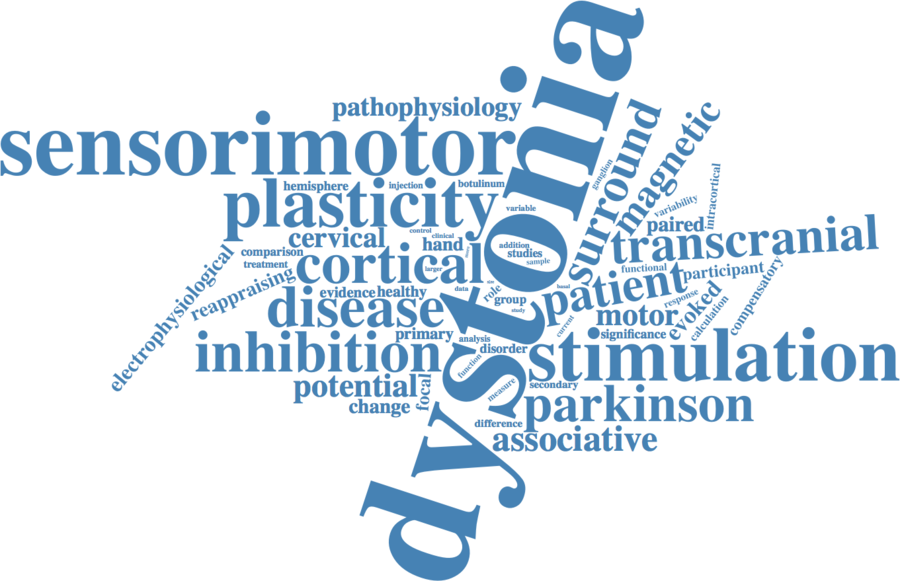 dystonia
pathophysiology
sensorimotor
surround
magnetic
ganglion
intracortical
hemisphere
injection
botulinum
plasticity
variable
variability
paired
control
clinical
cervical
hand
addition
studies
sample
transcranial
electrophysiological
comparison
treatment
cortical
larger
functional
participant
reappraising
evidence
healthy
data
role
group
basal
patient
response
compensatory
disease
study
motor
evoked
calculation
current
primary
analysis
significance
inhibition
disorder
function
stimulation
potential
focal
measure
secondary
change
parkinson
difference
associative